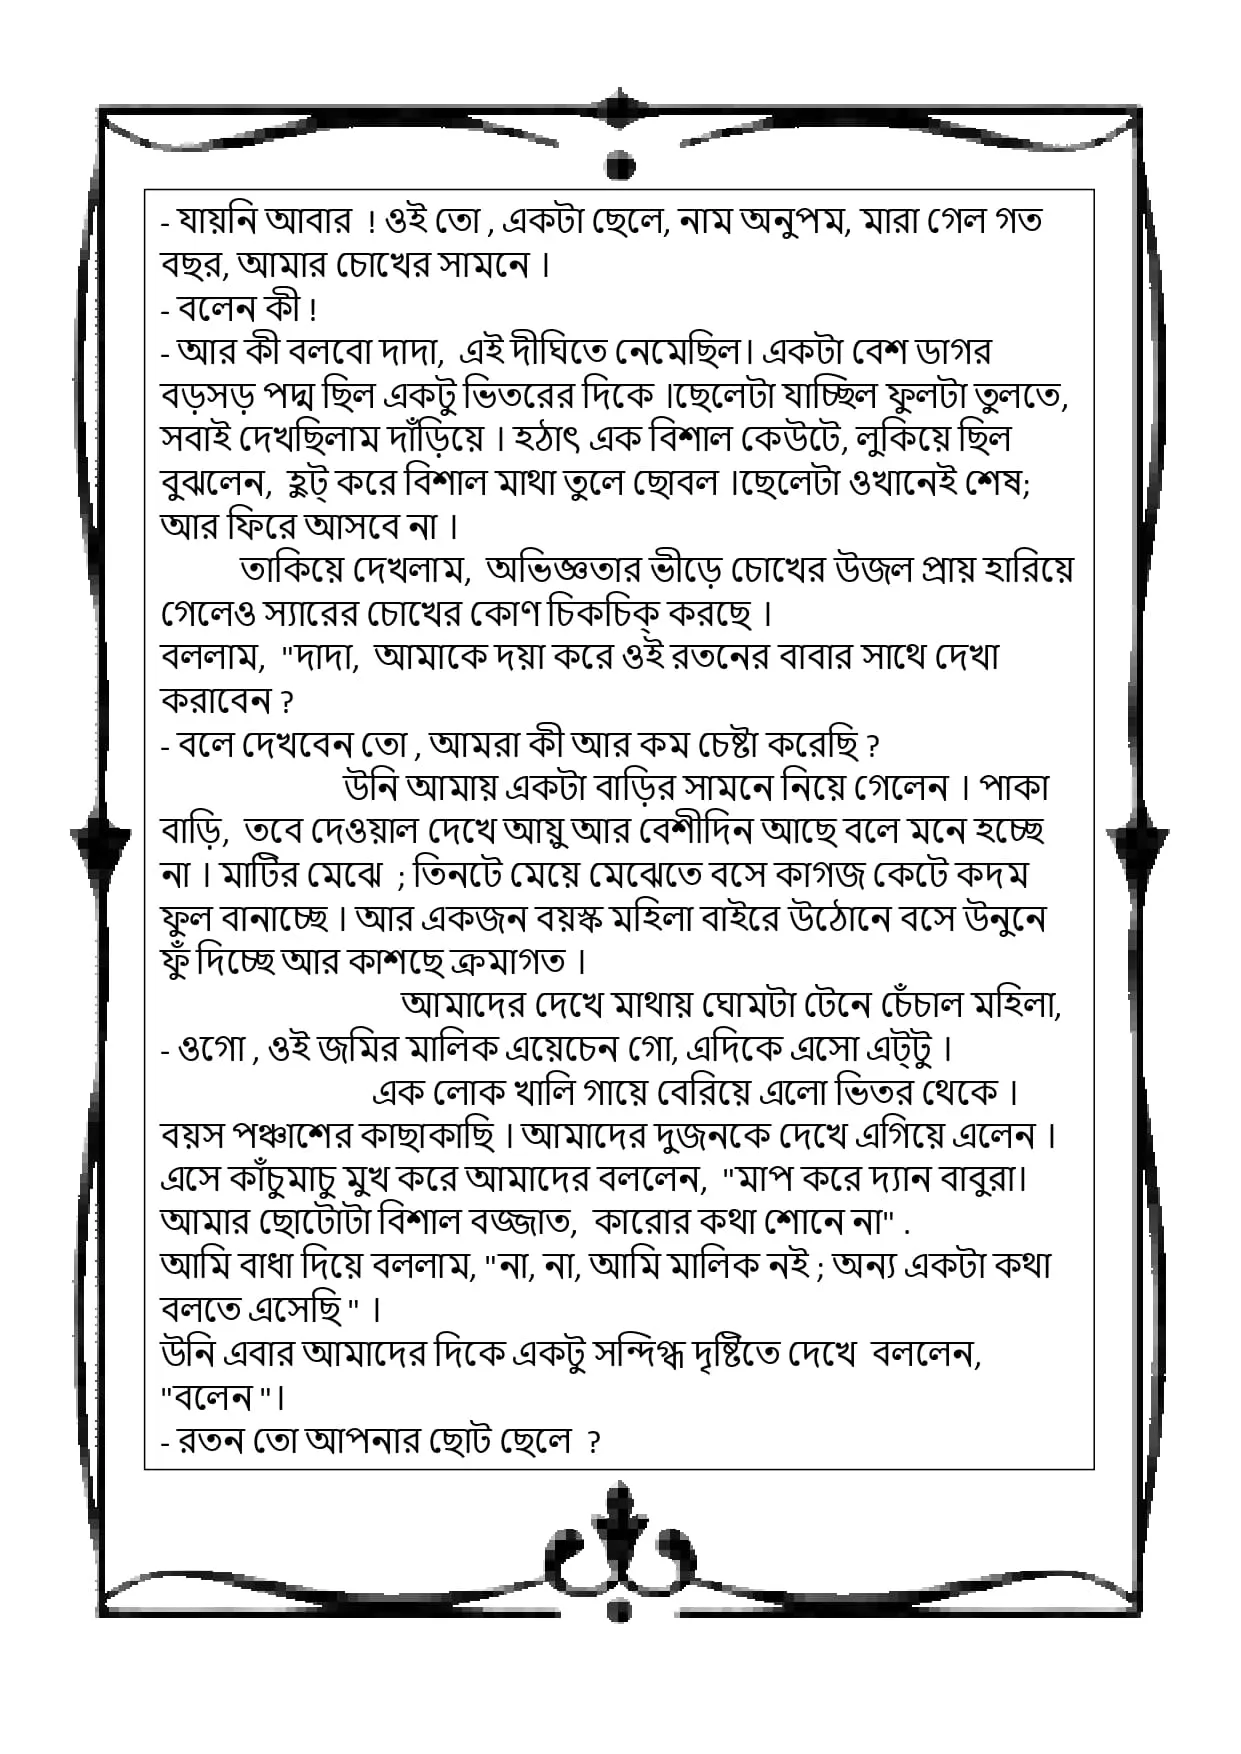 - যায়নি আবার  ! ওই তো , একটা ছেলে, নাম অনুপম, মারা গেল গত
বছর, আমার চোখের সামনে ।
- বলেন কী !
- আর কী বলবো দাদা,  এই দীঘিতে নেমেছিল। একটা বেশ ডাগর
বড়সড় পদ্ম ছিল একটু ভিতরের দিকে ।ছেলেটা যাচ্ছিল ফুলটা তুলতে,
সবাই দেখছিলাম দাঁড়িয়ে । হঠাৎ এক বিশাল কেউটে, লুকিয়ে ছিল
বুঝলেন,  হুট্ করে বিশাল মাথা তুলে ছোবল ।ছেলেটা ওখানেই শেষ;
আর ফিরে আসবে না ।
তাকিয়ে দেখলাম,  অভিজ্ঞতার ভীড়ে চোখের উজল প্রায় হারিয়ে
গেলেও স্যারের চোখের কোণ চিকচিক্ করছে ।
বললাম,  "দাদা,  আমাকে দয়া করে ওই রতনের বাবার সাথে দেখা
করাবেন ?
- বলে দেখবেন তো , আমরা কী আর কম চেষ্টা করেছি ?
উনি আমায় একটা বাড়ির সামনে নিয়ে গেলেন । পাকা
বাড়ি,  তবে দেওয়াল দেখে আয়ু আর বেশীদিন আছে বলে মনে হচ্ছে
না । মাটির মেঝে  ; তিনটে মেয়ে মেঝেতে বসে কাগজ কেটে কদম
ফুল বানাচ্ছে । আর একজন বয়স্ক মহিলা বাইরে উঠোনে বসে উনুনে
ফুঁ দিচ্ছে আর কাশছে ক্রমাগত ।
আমাদের দেখে মাথায় ঘোমটা টেনে চেঁচাল মহিলা,
- ওগো , ওই জমির মালিক এয়েচেন গো, এদিকে এসো এট্টু ।
এক লোক খালি গায়ে বেরিয়ে এলো ভিতর থেকে ।
বয়স পঞ্চাশের কাছাকাছি । আমাদের দুজনকে দেখে এগিয়ে এলেন ।
এসে কাঁচুমাচু মুখ করে আমাদের বললেন,  "মাপ করে দ্যান বাবুরা।
আমার ছোটোটা বিশাল বজ্জাত,  কারোর কথা শোনে না" .
আমি বাধা দিয়ে বললাম, "না, না, আমি মালিক নই ; অন্য একটা কথা
বলতে এসেছি " ।
উনি এবার আমাদের দিকে একটু সন্দিগ্ধ দৃষ্টিতে দেখে  বললেন,
"বলেন "।
- রতন তো আপনার ছোট ছেলে  ?